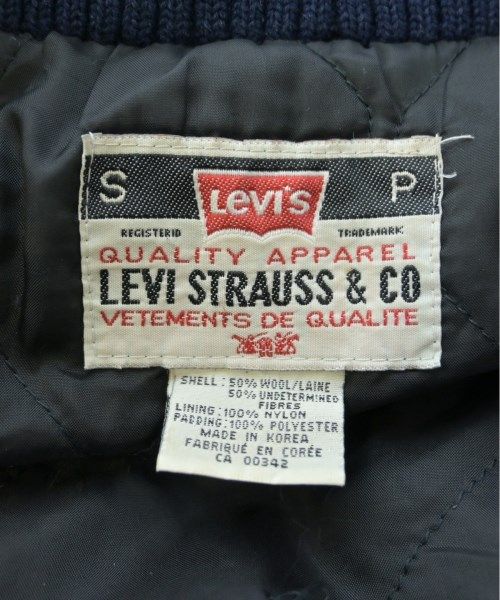 S LEVI'S P
REGISTERID TRADEMARK
QUALITY APPAREL
LEVI STRAUSS & CO
VETEMENTS DE QUALITE
SHELL: 50% WOOL/LAINE
50% UNDETERMINED
FIBRES
LINING: 100% NYLON
PADDING: 100% POLYESTER
MADE IN KOREA
FABRIQUÉ EN CORÉE
CA 00342